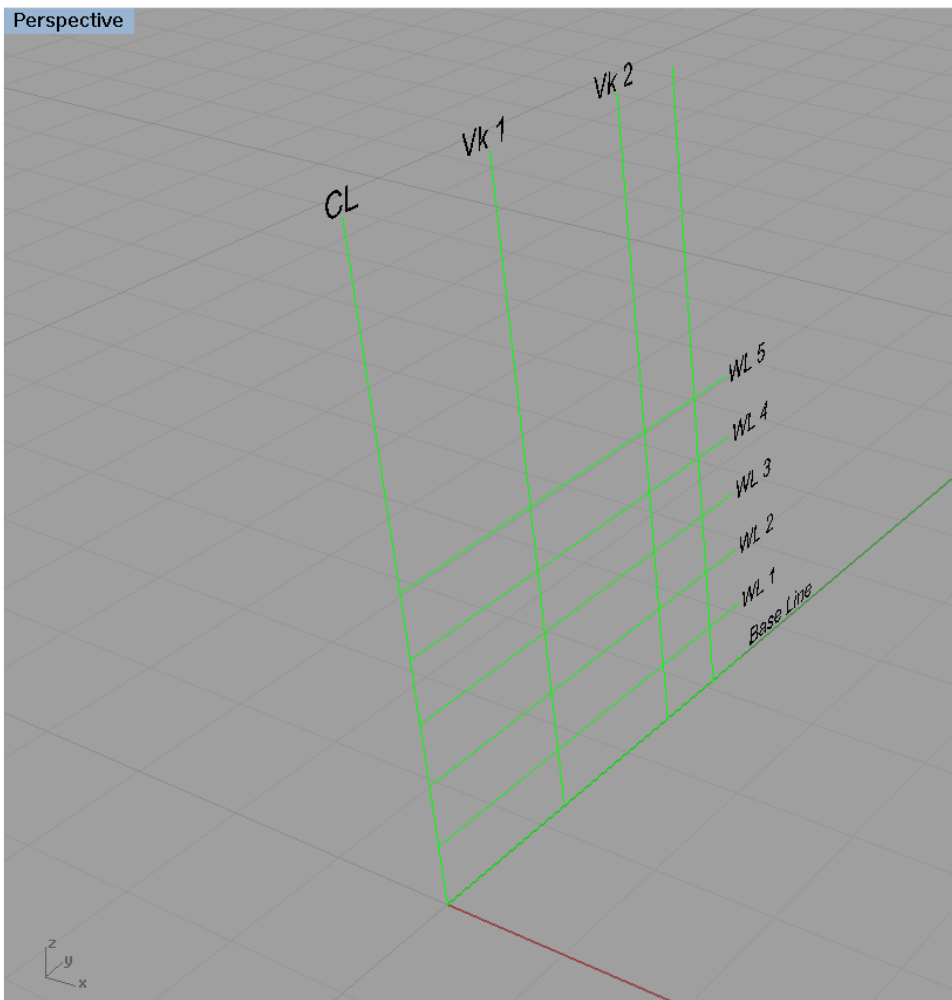 Perspective
Vk 2
Vk 1
CL
WL 5
WL 4
WL 3
WL 2
WL 1
Base Line
z
y
x